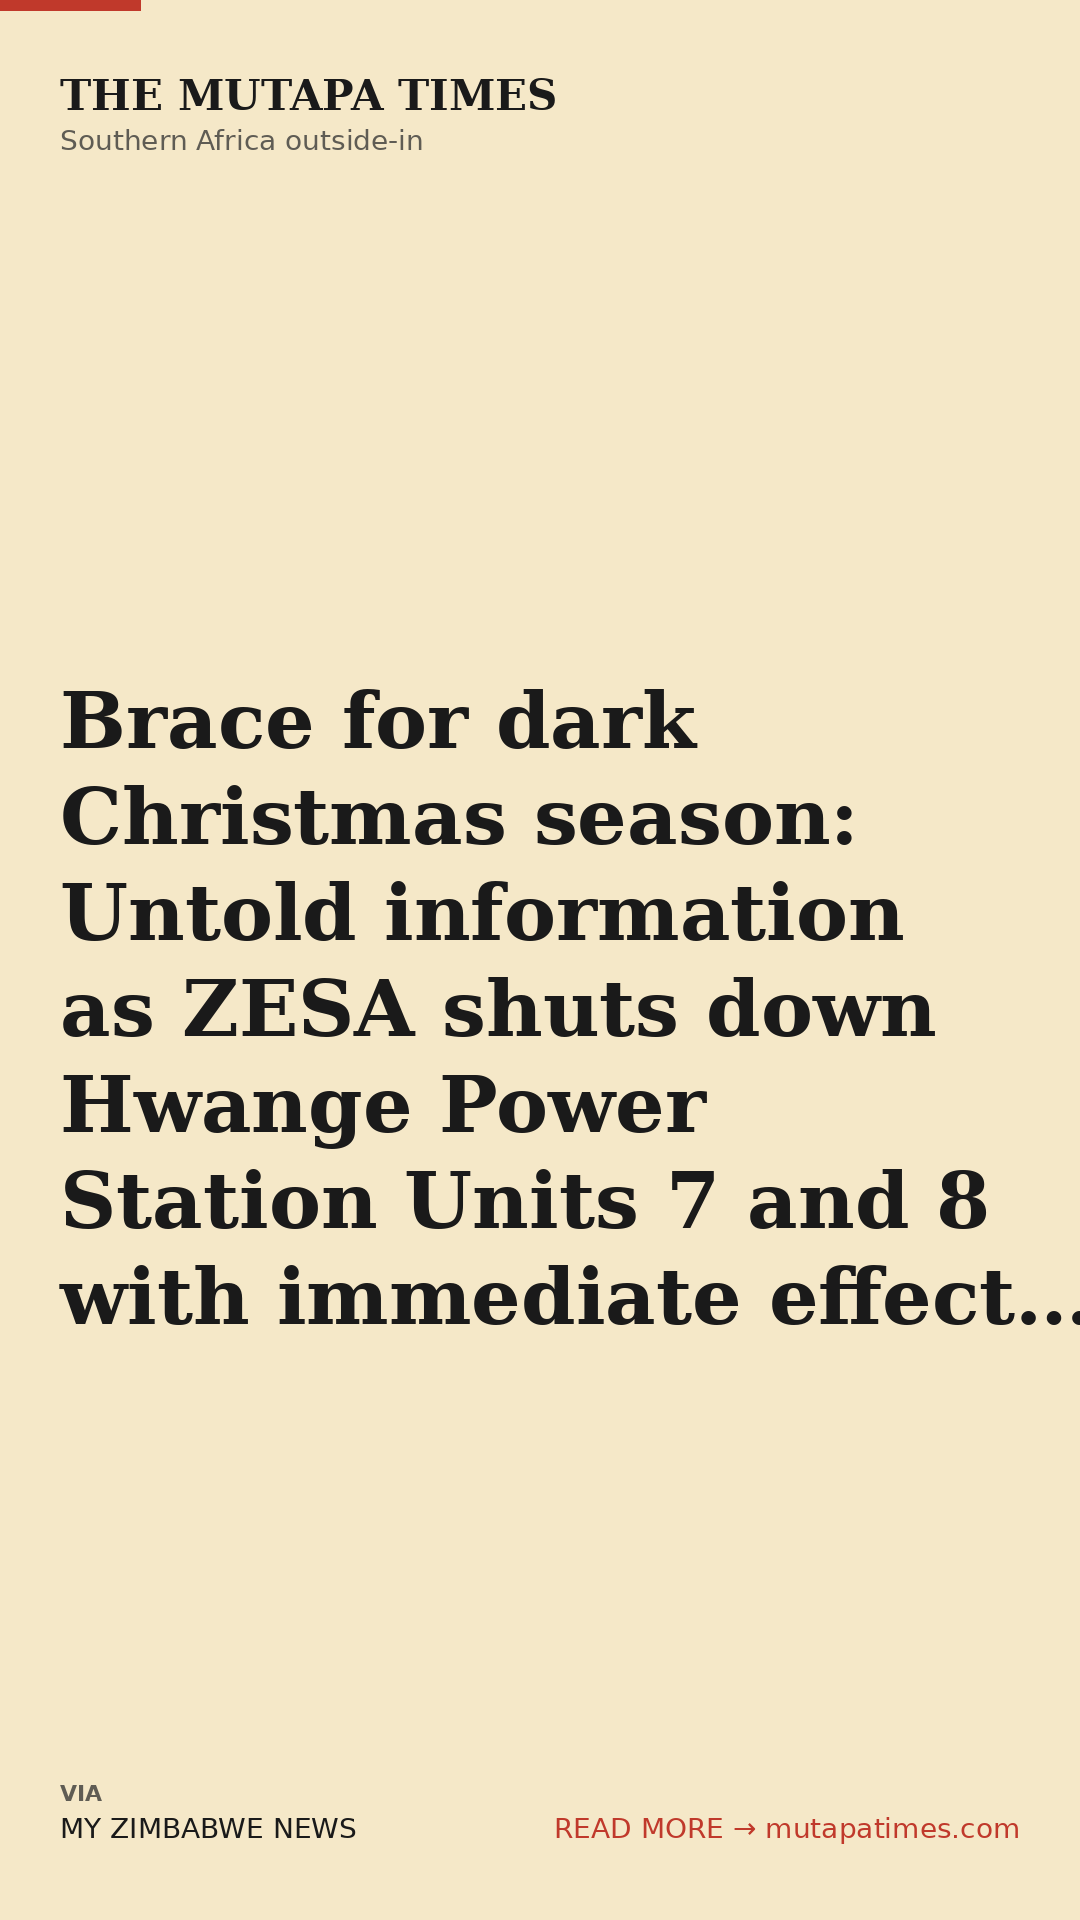 THE MUTAPA TIMES
Southern Africa outside-in
Brace for dark
Christmas season:
Untold information
as ZESA shuts down
Hwange Power
Station Units 7 and 8
with immediate effect…
VIA
MY ZIMBABWE NEWS
READ MORE → mutapatimes.com